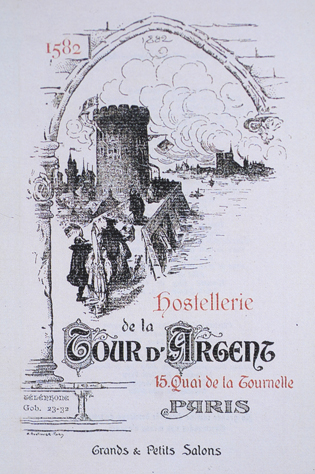 1582
1582
Hostellerie
de la
TOUR D'ARGENT
15. Quai de la Tournelle
PARIS
TÉLÉPHONE
Gob. 23-32
Grands & Petits Salons